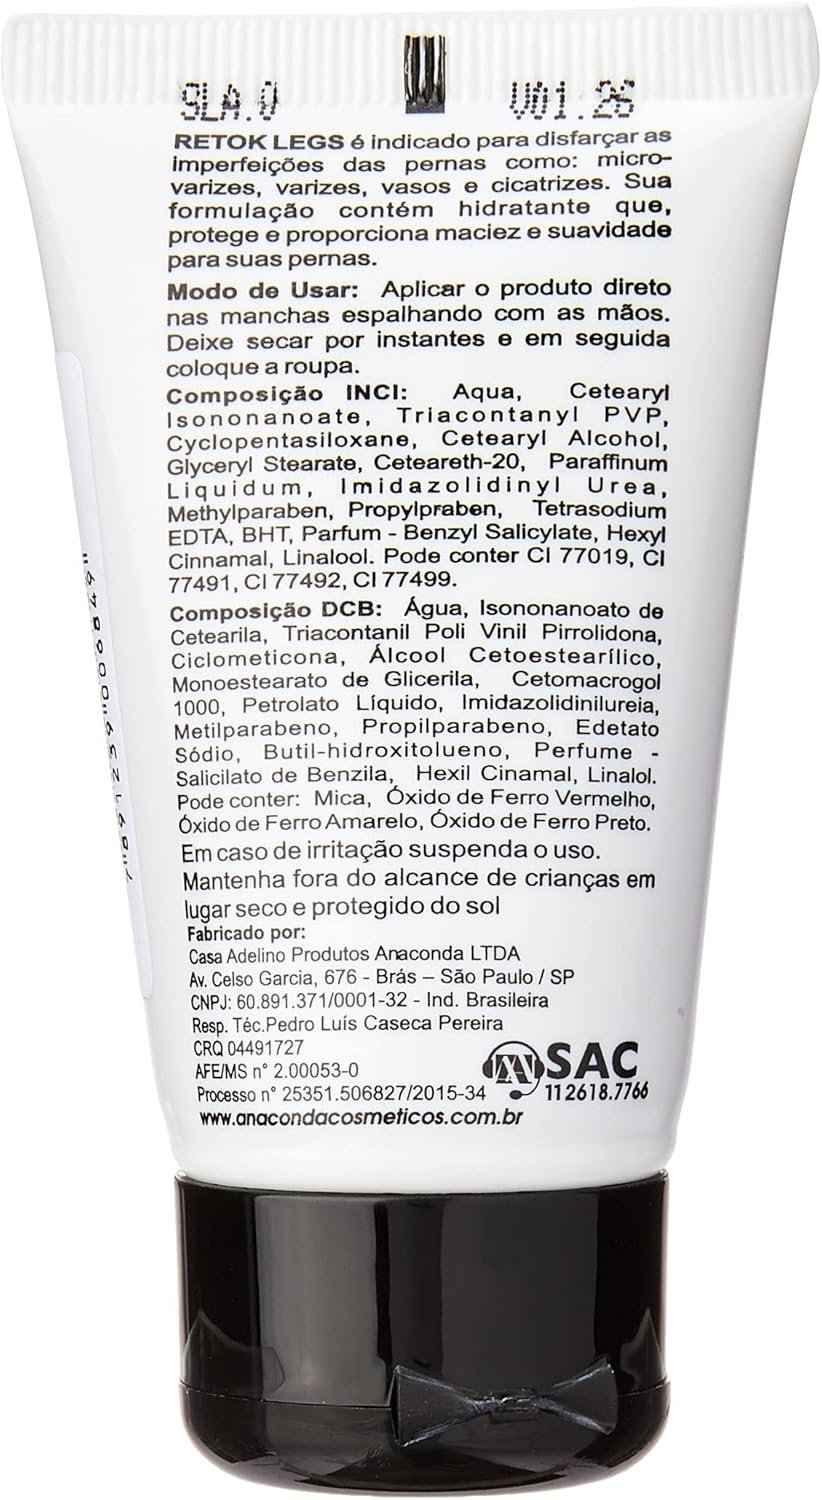 9LA.0 V01.26
RETOK LEGS é indicado para disfarçar as
imperfeições das pernas como: micro-
varizes, varizes, vasos e cicatrizes. Sua
formulação contém hidratante que,
protege e proporciona maciez e suavidade
para suas pernas.
Modo de Usar: Aplicar o produto direto
nas manchas espalhando com as mãos.
Deixe secar por instantes e em seguida
coloque a roupa.
Composição INCI: Aqua, Cetearyl
Isononanoate, Triacontanyl PVP,
Cyclopentasiloxane, Cetearyl Alcohol,
Glyceryl Stearate, Ceteareth-20, Paraffinum
Liquidum, Imidazolidinyl Urea,
Methylparaben, Propylpraben, Tetrasodium
EDTA, BHT, Parfum - Benzyl Salicylate, Hexyl
Cinnamal, Linalool. Pode conter CI 77019, CI
77491, CI 77492, CI 77499.
Composição DCB: Água, Isononanoato de
Cetearila, Triacontanil Poli Vinil Pirrolidona,
Ciclometicona, Álcool Cetoestearílico,
Monoestearato de Glicerila, Cetomacrogol
1000, Petrolato Líquido, Imidazolidinilureia,
Metilparabeno, Propilparabeno, Edetato
Sódio, Butil-hidroxitolueno, Perfume -
Salicilato de Benzila, Hexil Cinamal, Linalol.
Pode conter: Mica, Óxido de Ferro Vermelho,
Óxido de Ferro Amarelo, Óxido de Ferro Preto.
Em caso de irritação suspenda o uso.
Mantenha fora do alcance de crianças em
lugar seco e protegido do sol
Fabricado por:
Casa Adelino Produtos Anaconda LTDA
Av. Celso Garcia, 676 - Brás – São Paulo / SP
CNPJ: 60.891.371/0001-32 - Ind. Brasileira
Resp. Téc.Pedro Luís Caseca Pereira
CRQ 04491727
AFE/MS n° 2.00053-0
Processo n° 25351.506827/2015-34
www.anacondacosmeticos.com.br
SAC
11 2618.7766